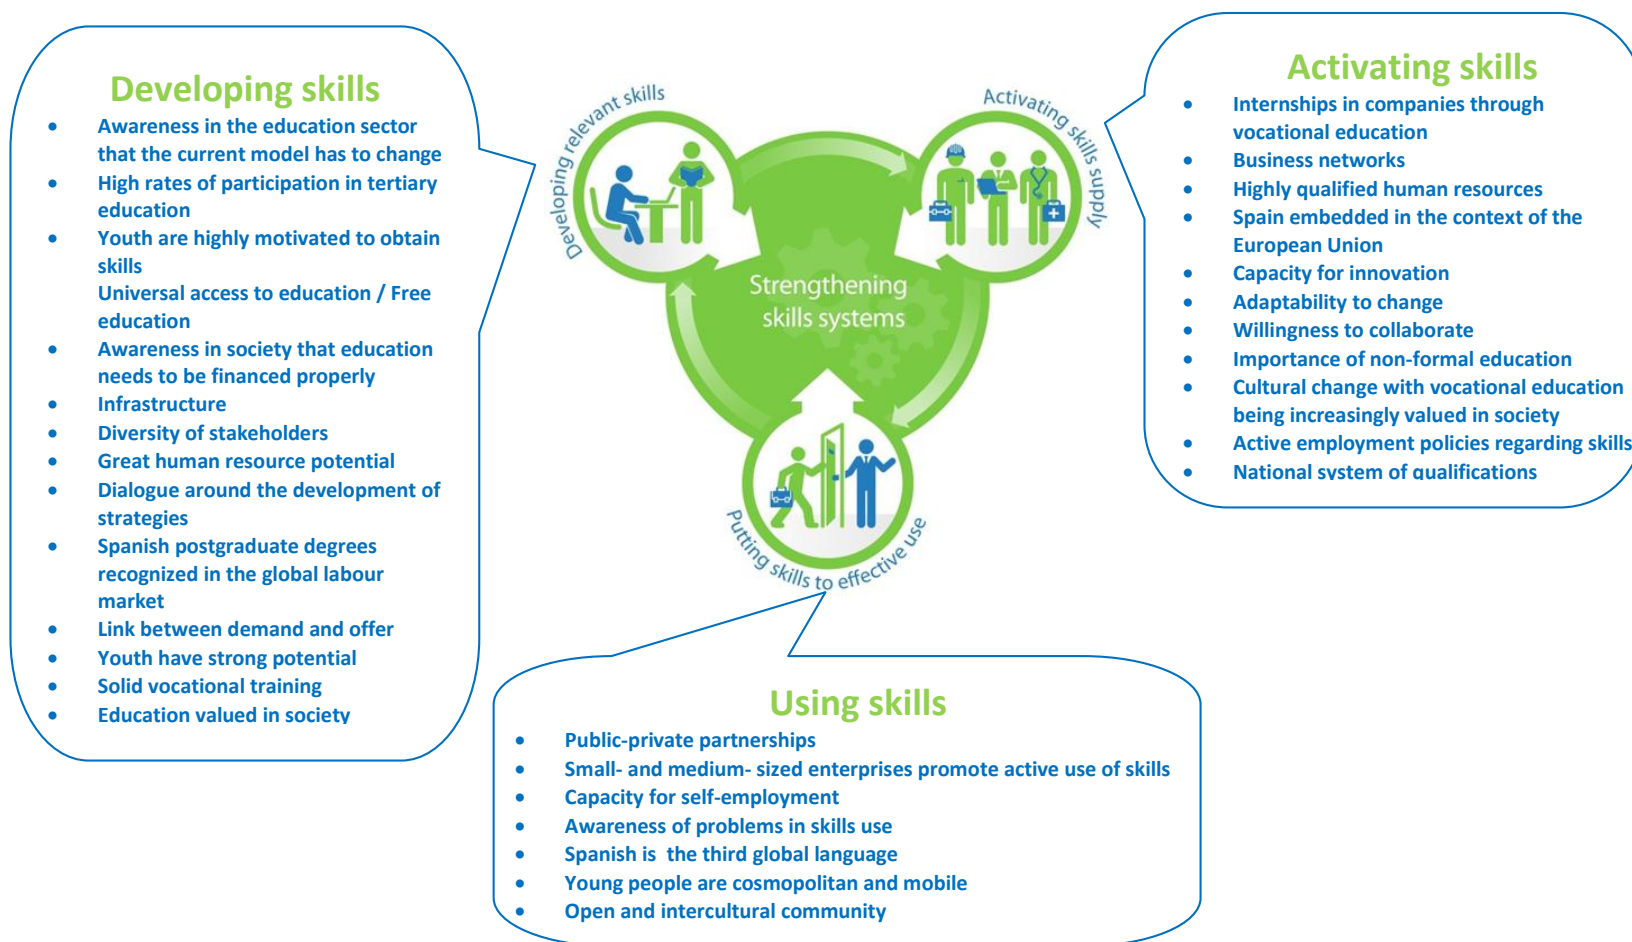 Developing skills
• Awareness in the education sector
that the current model has to change
• High rates of participation in tertiary
education
• Youth are highly motivated to obtain
skills
Universal access to education / Free
education
• Awareness in society that education
needs to be financed properly
• Infrastructure
• Diversity of stakeholders
• Great human resource potential
• Dialogue around the development of
strategies
• Spanish postgraduate degrees
recognized in the global labour
market
• Link between demand and offer
• Youth have strong potential
• Solid vocational training
• Education valued in society
Developing relevant skills
Activating skills supply
Strengthening
skills systems
Putting skills to effective use
Activating skills
• Internships in companies through
vocational education
• Business networks
• Highly qualified human resources
• Spain embedded in the context of the
European Union
• Capacity for innovation
• Adaptability to change
• Willingness to collaborate
• Importance of non-formal education
• Cultural change with vocational education
being increasingly valued in society
• Active employment policies regarding skills
• National system of qualifications
Using skills
• Public-private partnerships
• Small- and medium- sized enterprises promote active use of skills
• Capacity for self-employment
• Awareness of problems in skills use
• Spanish is  the third global language
• Young people are cosmopolitan and mobile
• Open and intercultural community